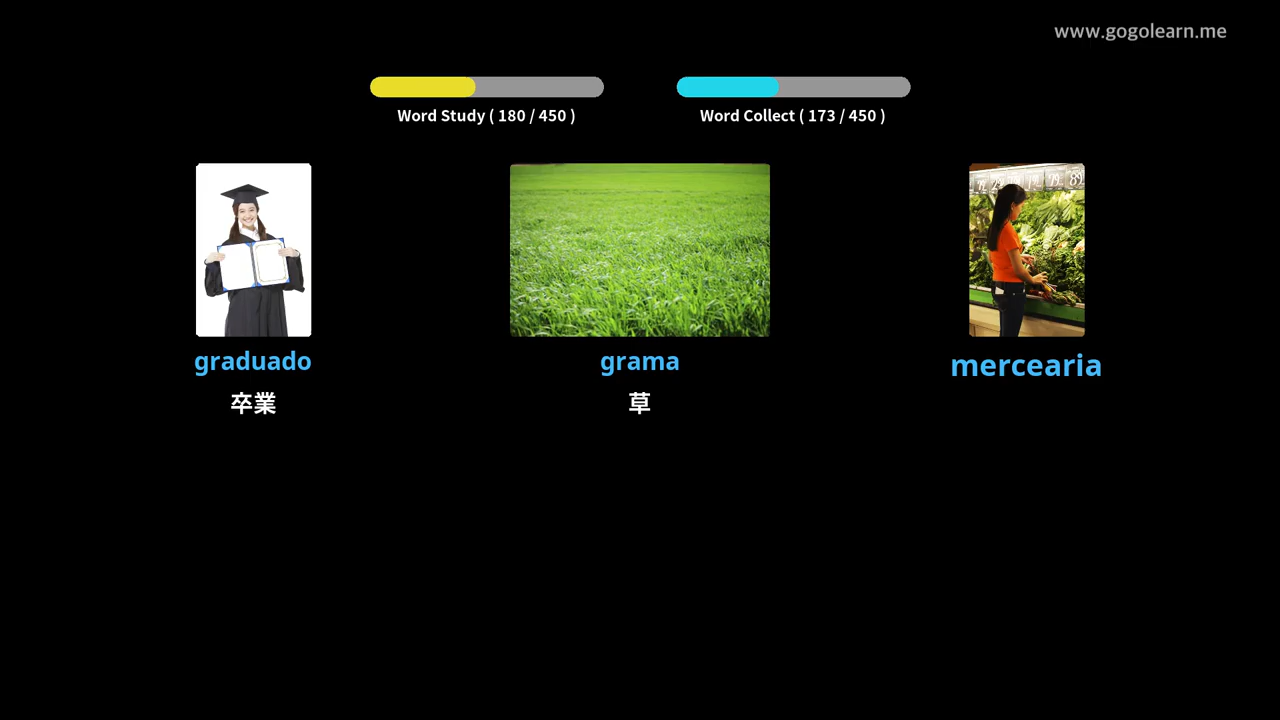 www.gogolearn.me
Word Study ( 180 / 450 )
Word Collect ( 173 / 450 )
graduado
grama
mercearia
卒業
草